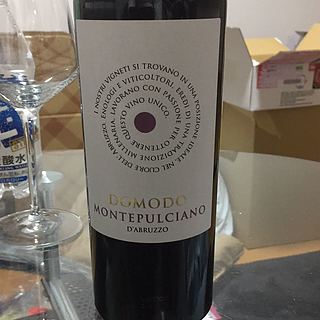 I NOSTRI VIGNETI SI TROVANO IN UNA POSIZIONE IDEALE, NEL CUORE DELL'ABRUZZO. ENOLOGI E VITICOLTORI, EREDI DI UNA TRADIZIONE MILLENARIA, LAVORANO CON PASSIONE PER OTTENERE QUESTO VINO UNICO.
DOMODO
MONTEPULCIANO
D'ABRUZZO
酸水